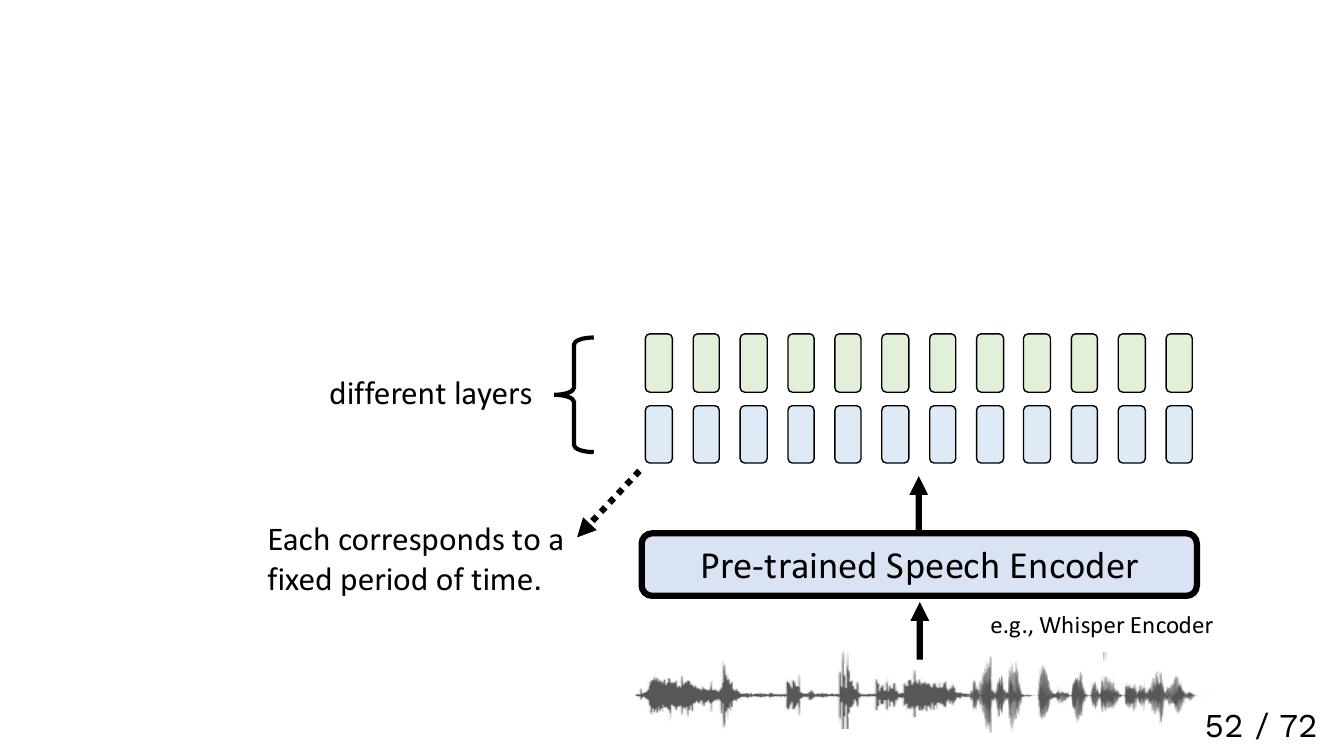 different layers
Each corresponds to a
fixed period of time.
Pre-trained Speech Encoder
e.g., Whisper Encoder
52 / 72